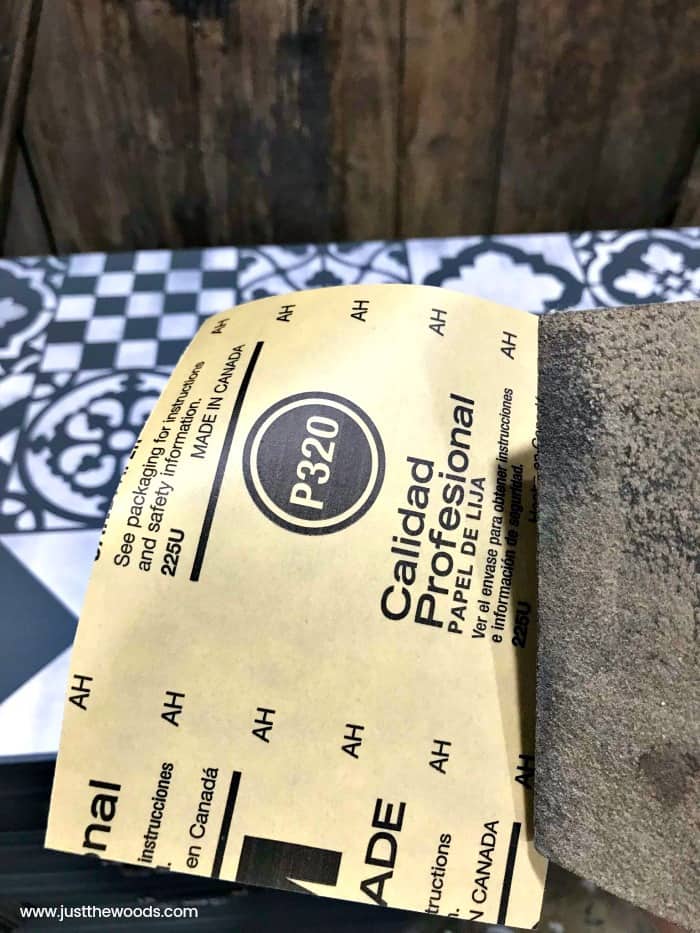 AH
AH
AH
AH
AH
See packaging for instructions
and safety information.
225U
MADE IN CANADA
P320
Calidad
Profesional
PAPEL DE LIJA
Ver el envase para obtener instrucciones
e información de seguridad.
225U
AH
AH
AH
AH
AH
AH
nal
instrucciones
en Canadá
ADE
tructions
N CANADA
www.justthewoods.com